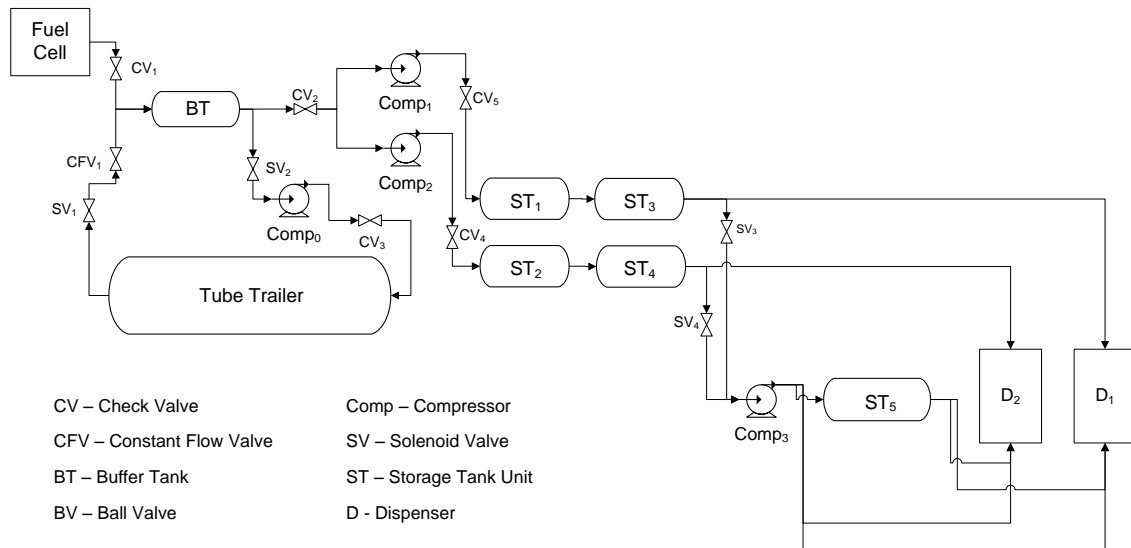 Fuel
Cell
CV1
BT
CV2
Comp1
CV5
CFV1
SV2
Comp2
SV1
Comp0
CV3
CV4
ST1
ST3
SV3
ST2
ST4
Tube Trailer
SV4
D2
D1
ST5
Comp3
CV – Check Valve
Comp – Compressor
CFV – Constant Flow Valve
SV – Solenoid Valve
BT – Buffer Tank
ST – Storage Tank Unit
BV – Ball Valve
D - Dispenser